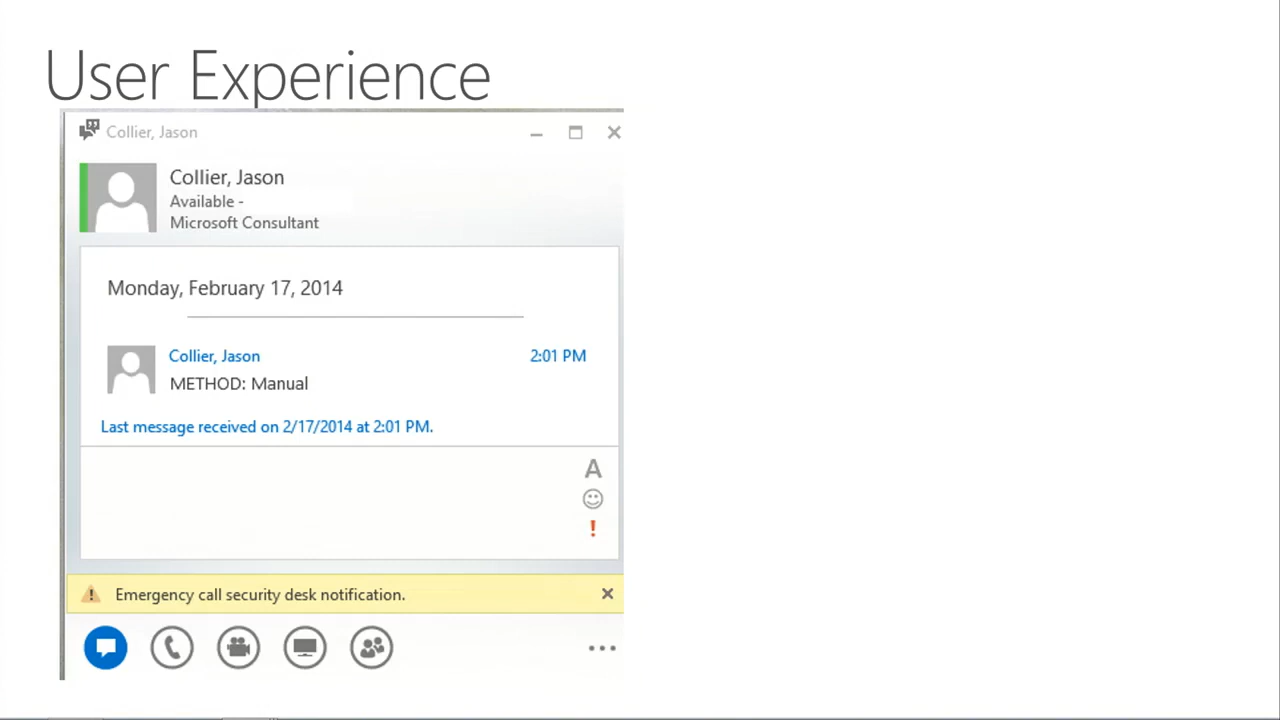 User Experience
Collier, Jason
Collier, Jason
Available -
Microsoft Consultant
Monday, February 17, 2014
Collier, Jason 2:01 PM
METHOD: Manual
Last message received on 2/17/2014 at 2:01 PM.
A
!
Emergency call security desk notification.